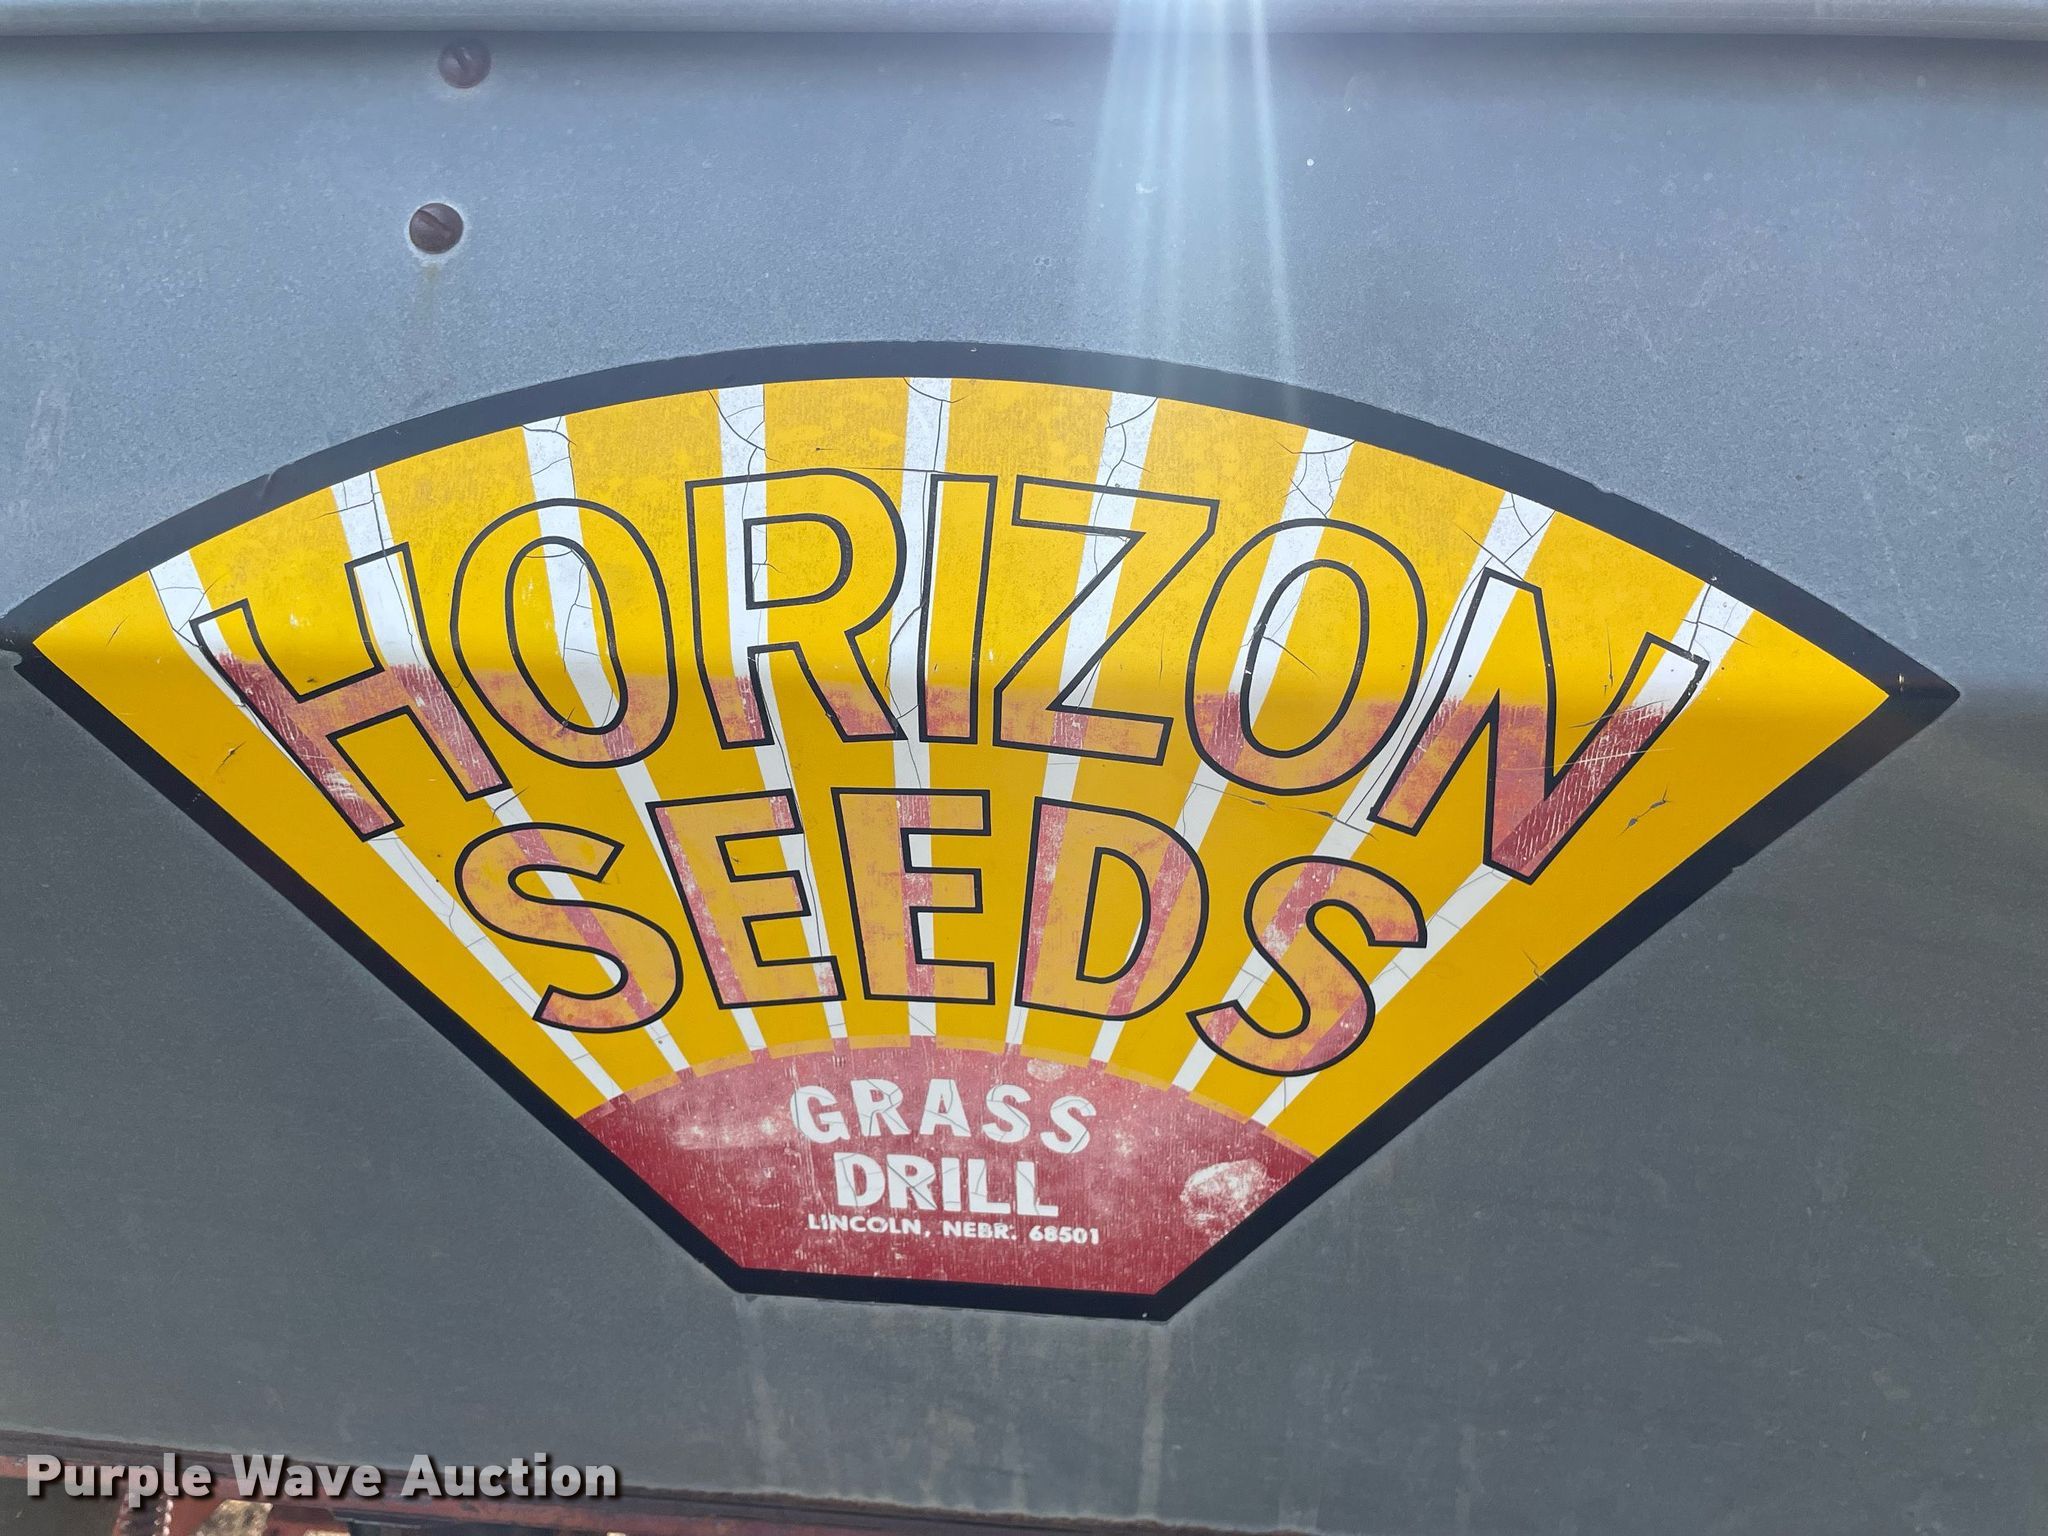 HORIZON
SEEDS
GRASS
DRILL
LINCOLN, NEBR. 68501
Purple Wave Auction